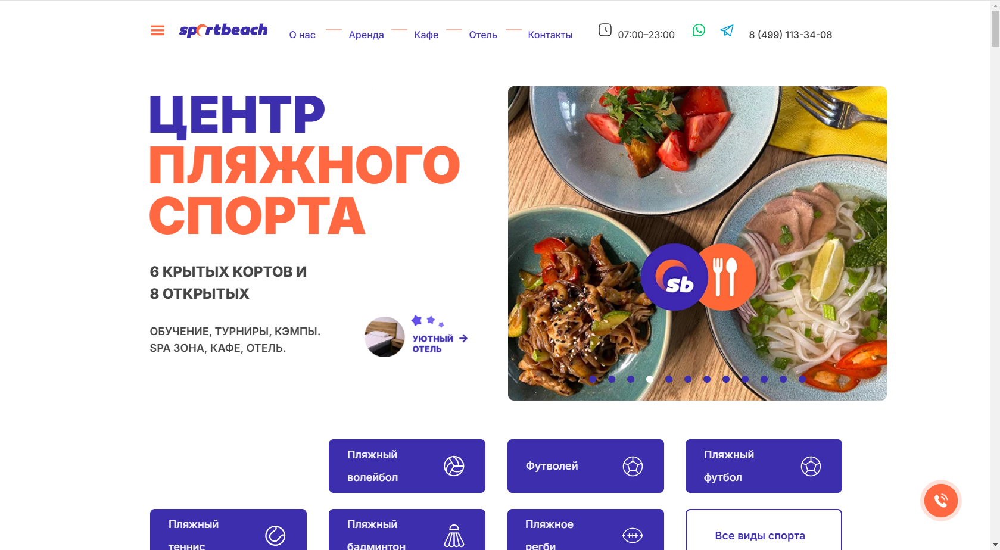 sportbeach
О нас
Аренда
Кафе
Отель
Контакты
07:00–23:00
8 (499) 113-34-08
ЦЕНТР
ПЛЯЖНОГО
СПОРТА
6 КРЫТЫХ КОРТОВ И
8 ОТКРЫТЫХ
ОБУЧЕНИЕ, ТУРНИРЫ, КЭМПЫ.
SPA ЗОНА, КАФЕ, ОТЕЛЬ.
УЮТНЫЙ
ОТЕЛЬ
sb
Пляжный
волейбол
Футволей
Пляжный
футбол
Пляжный
теннис
Пляжный
бадминтон
Пляжное
регби
Все виды спорта